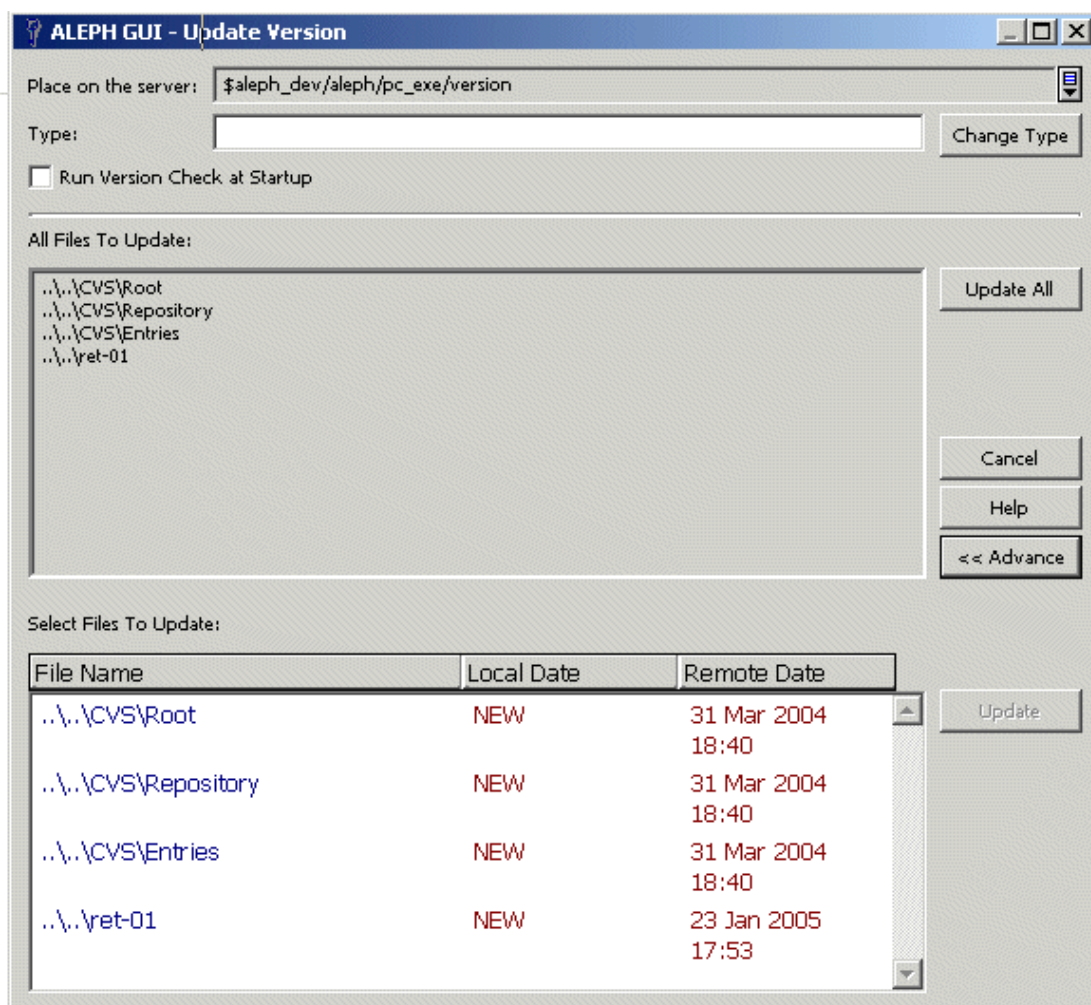 ALEPH GUI - Update Version
Place on the server: $aleph_dev/aleph/pc_exe/version
Type: Change Type
Run Version Check at Startup
All Files To Update:
..\..\CVS\Root
..\..\CVS\Repository
..\..\CVS\Entries
..\..\ret-01
Update All
Cancel
Help
<< Advance
Select Files To Update:
File Name Local Date Remote Date
..\..\CVS\Root NEW 31 Mar 2004
18:40
..\..\CVS\Repository NEW 31 Mar 2004
18:40
..\..\CVS\Entries NEW 31 Mar 2004
18:40
..\..\ret-01 NEW 23 Jan 2005
17:53
Update